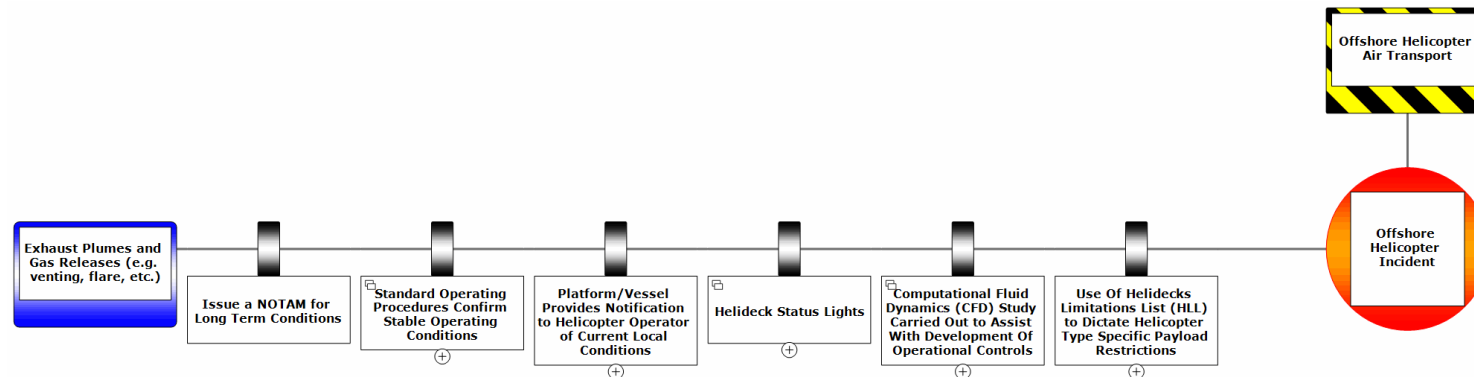 Offshore Helicopter
Air Transport
Exhaust Plumes and
Gas Releases (e.g.
venting, flare, etc.)
Offshore
Helicopter
Incident
Issue a NOTAM for
Long Term Conditions
Standard Operating
Procedures Confirm
Stable Operating
Conditions
Platform/Vessel
Provides Notification
to Helicopter Operator
of Current Local
Conditions
Helideck Status Lights
Computational Fluid
Dynamics (CFD) Study
Carried Out to Assist
With Development Of
Operational Controls
Use Of Helidecks
Limitations List (HLL)
to Dictate Helicopter
Type Specific Payload
Restrictions